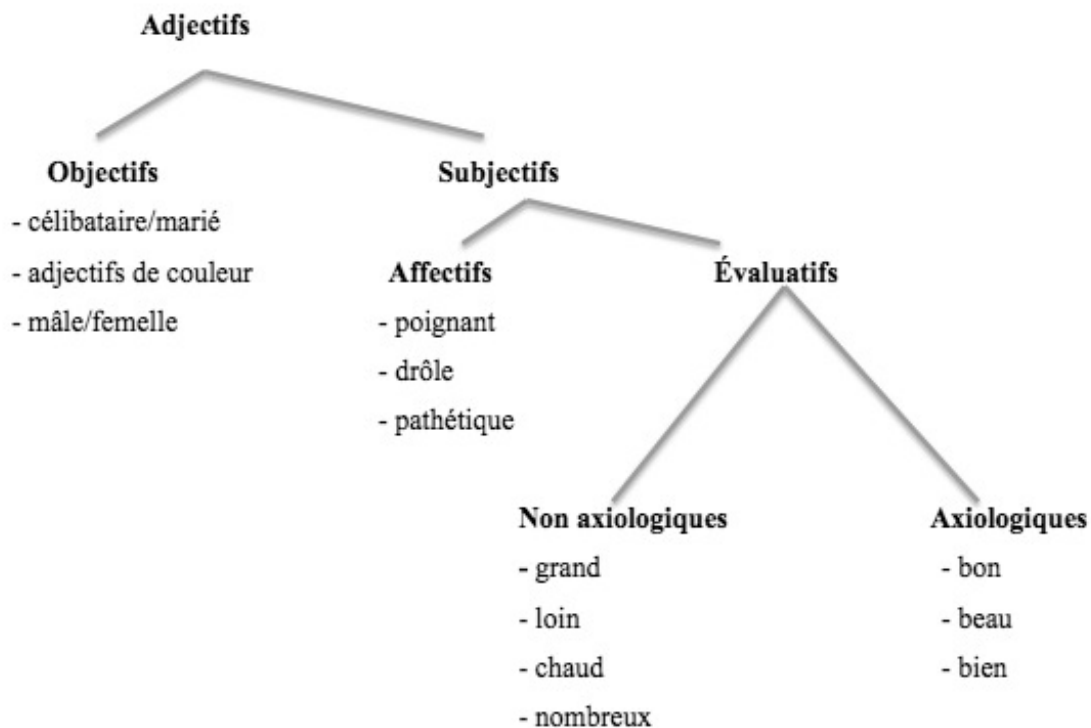 Adjectifs
Objectifs
- célibataire/marié
- adjectifs de couleur
- mâle/femelle
Subjectifs
Affectifs
- poignant
- drôle
- pathétique
Évaluatifs
Non axiologiques
- grand
- loin
- chaud
- nombreux
Axiologiques
- bon
- beau
- bien